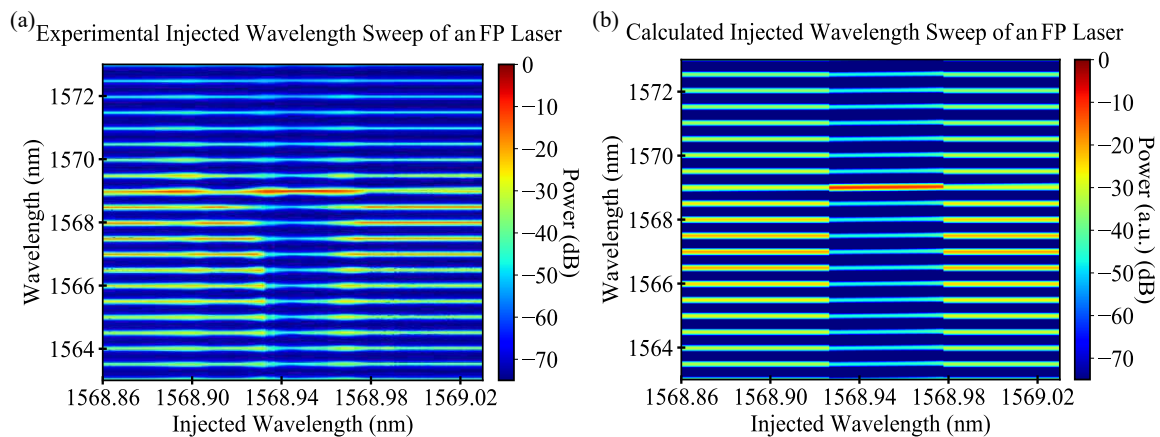 (a) Experimental Injected Wavelength Sweep of an FP Laser
1572
1570
1568
1566
1564
Wavelength (nm)
1568.86 1568.90 1568.94 1568.98 1569.02
Injected Wavelength (nm)
0
−10
−20
−30
−40
−50
−60
−70
Power (dB)
(b) Calculated Injected Wavelength Sweep of an FP Laser
1572
1570
1568
1566
1564
Wavelength (nm)
1568.86 1568.90 1568.94 1568.98 1569.02
Injected Wavelength (nm)
0
−10
−20
−30
−40
−50
−60
−70
Power (a.u.) (dB)